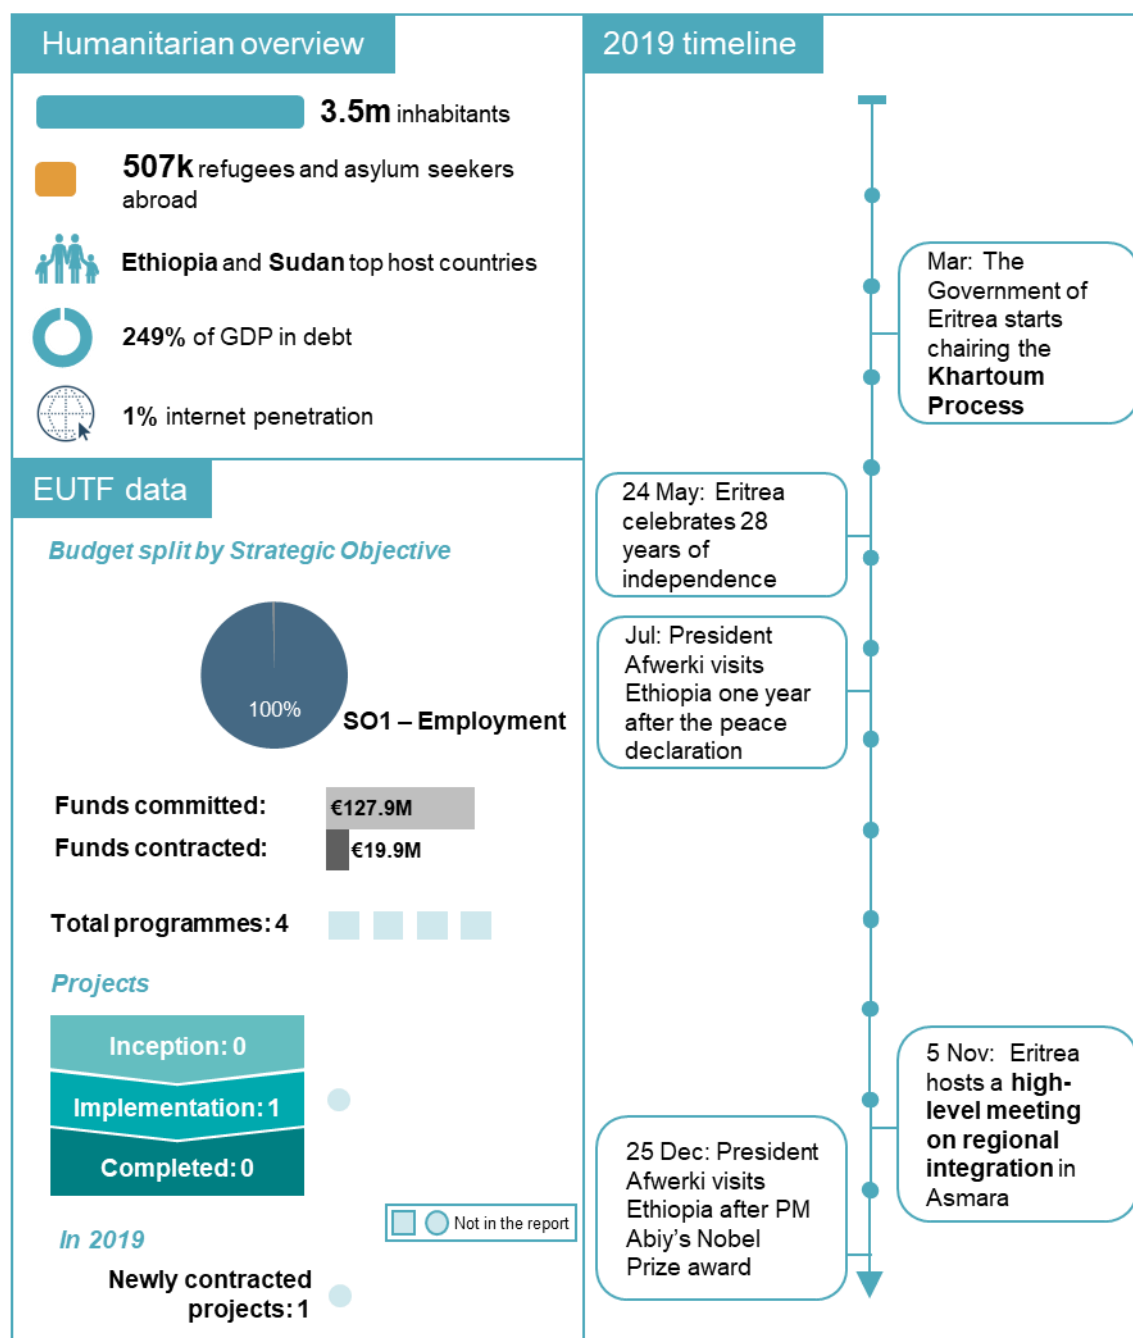 Humanitarian overview
3.5m inhabitants
507k refugees and asylum seekers
abroad
Ethiopia and Sudan top host countries
249% of GDP in debt
1% internet penetration
EUTF data
Budget split by Strategic Objective
100%
SO1 – Employment
Funds committed:
€127.9M
Funds contracted:
€19.9M
Total programmes: 4
Projects
Inception: 0
Implementation: 1
Completed: 0
Not in the report
In 2019
Newly contracted
projects: 1
2019 timeline
Mar: The
Government of
Eritrea starts
chairing the
Khartoum
Process
24 May: Eritrea
celebrates 28
years of
independence
Jul: President
Afwerki visits
Ethiopia one year
after the peace
declaration
5 Nov: Eritrea
hosts a high-
level meeting
on regional
integration in
Asmara
25 Dec: President
Afwerki visits
Ethiopia after PM
Abiy's Nobel
Prize award